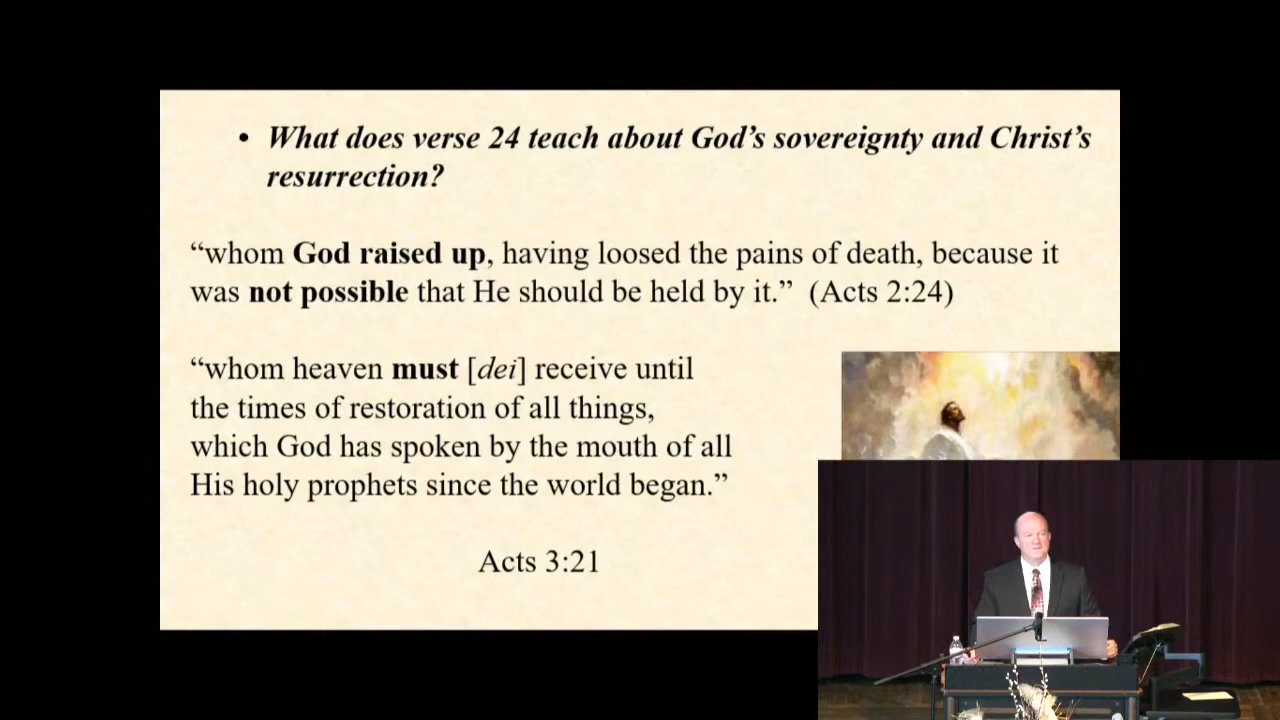 • What does verse 24 teach about God’s sovereignty and Christ’s
resurrection?
“whom God raised up, having loosed the pains of death, because it
was not possible that He should be held by it.” (Acts 2:24)
“whom heaven must [dei] receive until
the times of restoration of all things,
which God has spoken by the mouth of all
His holy prophets since the world began.”
Acts 3:21